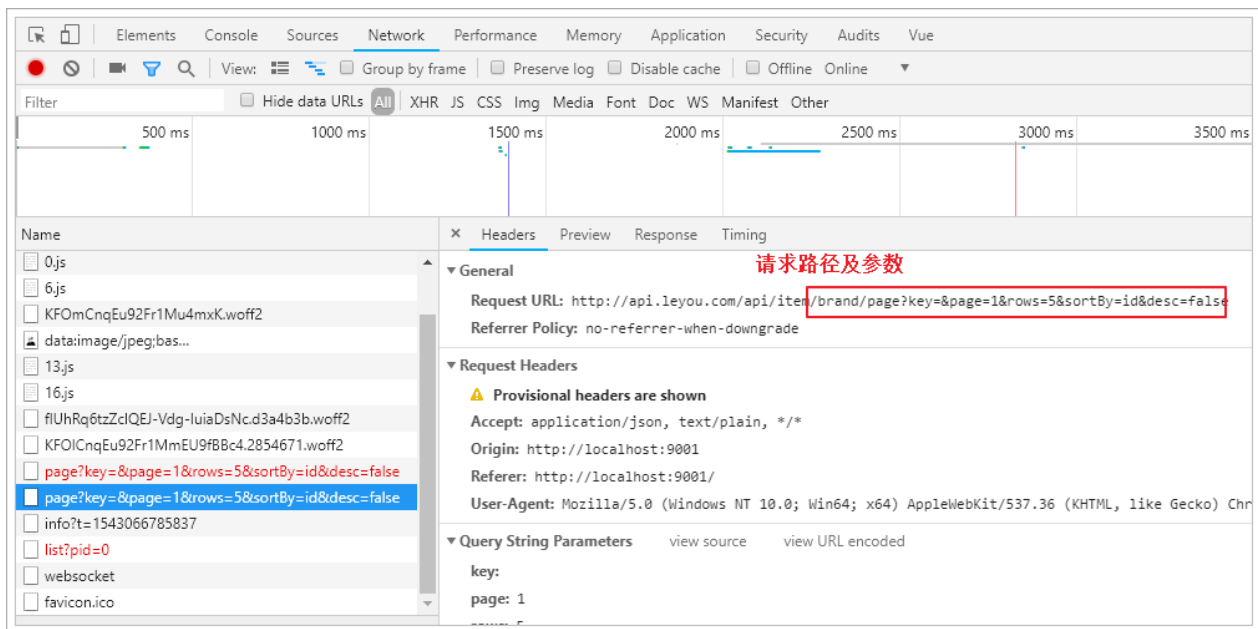 Elements Console Sources Network Performance Memory Application Security Audits Vue
View: Group by frame Preserve log Disable cache Offline Online
Filter Hide data URLs All XHR JS CSS Img Media Font Doc WS Manifest Other
500 ms 1000 ms 1500 ms 2000 ms 2500 ms 3000 ms 3500 ms
Name
0.js
6.js
KFOmCnqEu92Fr1Mu4mxK.woff2
data:image/jpeg;bas...
13.js
16.js
flUhRq6tzZclQEJ-Vdg-IuiaDsNc.d3a4b3b.woff2
KFOlCnqEu92Fr1MmEU9fBBc4.2854671.woff2
page?key=&page=1&rows=5&sortBy=id&desc=false
page?key=&page=1&rows=5&sortBy=id&desc=false
info?t=1543066785837
list?pid=0
websocket
favicon.ico
× Headers Preview Response Timing
请求路径及参数
General
Request URL: http://api.leyou.com/api/item/brand/page?key=&page=1&rows=5&sortBy=id&desc=false
Referrer Policy: no-referrer-when-downgrade
Request Headers
Provisional headers are shown
Accept: application/json, text/plain, */*
Origin: http://localhost:9001
Referer: http://localhost:9001/
User-Agent: Mozilla/5.0 (Windows NT 10.0; Win64; x64) AppleWebKit/537.36 (KHTML, like Gecko) Chr
Query String Parameters view source view URL encoded
key:
page: 1